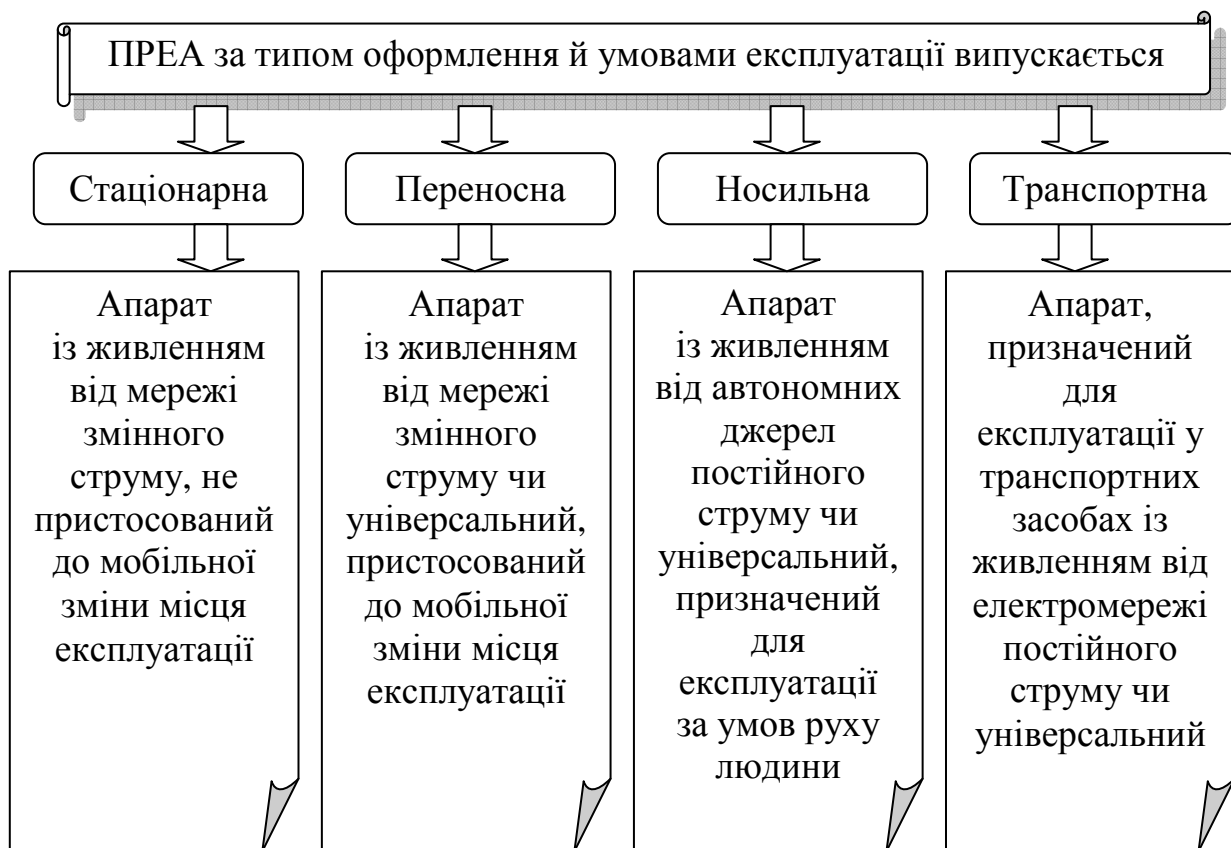 ПРЕА за типом оформлення й умовами експлуатації випускається
Стаціонарна
Переносна
Носильна
Транспортна
Апарат
із живленням
від мережі
змінного
струму, не
пристосований
до мобільної
зміни місця
експлуатації
Апарат
із живленням
від мережі
змінного
струму чи
універсальний,
пристосований
до мобільної
зміни місця
експлуатації
Апарат
із живленням
від автономних
джерел
постійного
струму чи
універсальний,
призначений
для
експлуатації
за умов руху
людини
Апарат,
призначений
для
експлуатації у
транспортних
засобах із
живленням від
електромережі
постійного
струму чи
універсальний